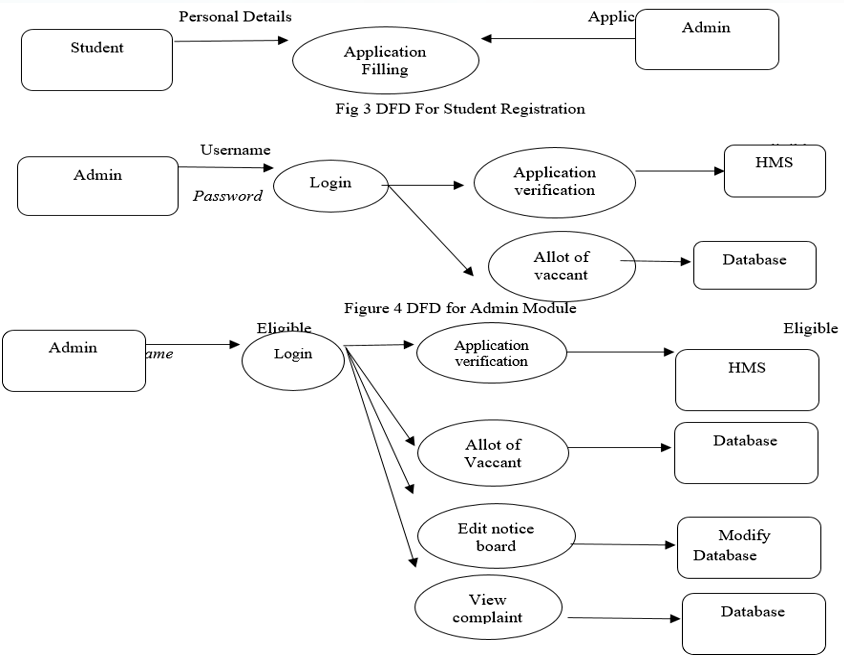 Personal Details
Student
Application
Filling
Admin
Fig 3 DFD For Student Registration
Admin
Username
Password
Login
Application
verification
HMS
Allot of
vaccant
Database
Figure 4 DFD for Admin Module
Admin
Eligible
Login
Application
verification
Eligible
HMS
Allot of
Vaccant
Database
Edit notice
board
Modify
Database
View
complaint
Database